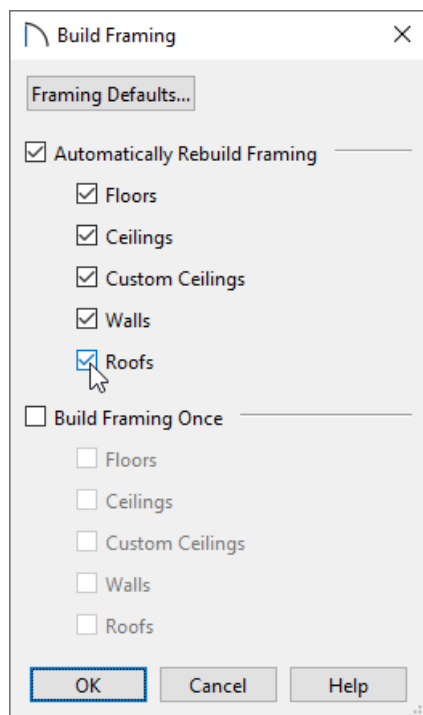 Build Framing
Framing Defaults...
Automatically Rebuild Framing
Floors
Ceilings
Custom Ceilings
Walls
Roofs
Build Framing Once
Floors
Ceilings
Custom Ceilings
Walls
Roofs
OK Cancel Help